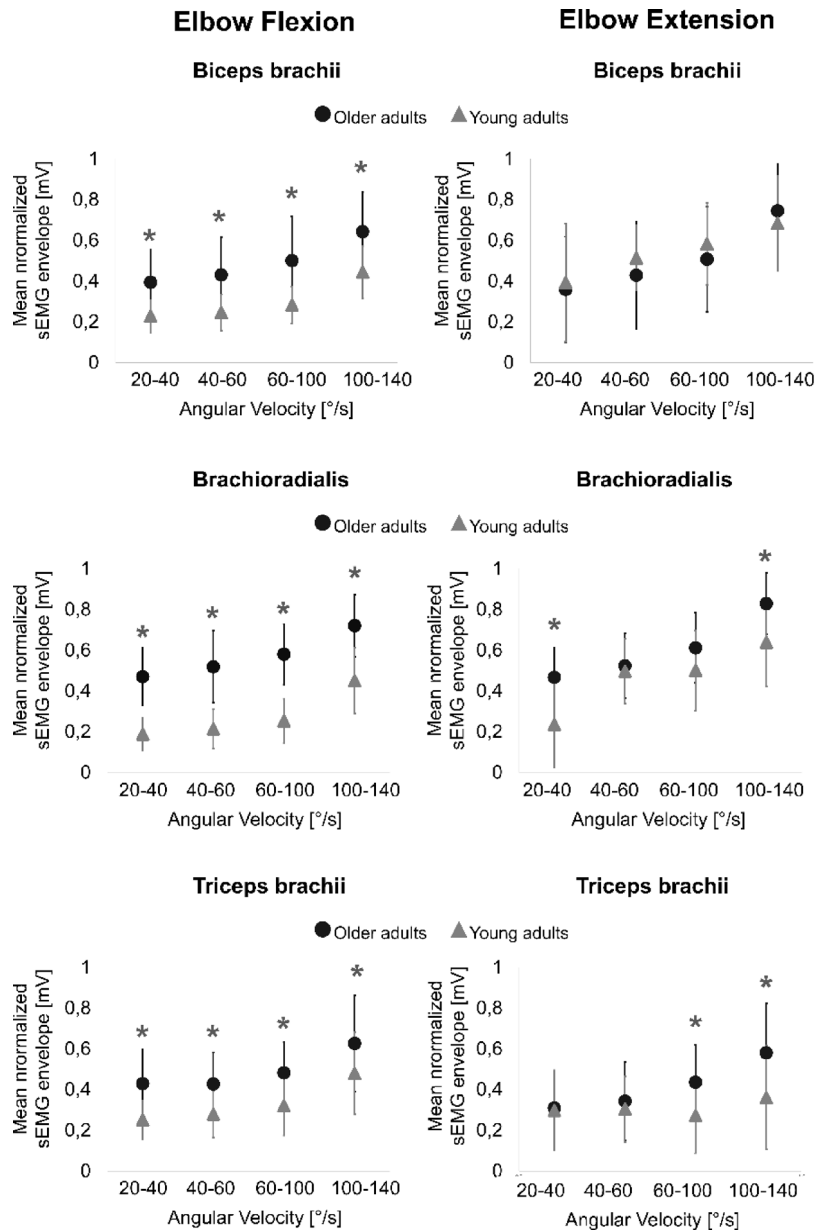 Elbow Flexion
Elbow Extension
Biceps brachii
Biceps brachii
Older adults Young adults
Mean nrormalized
sEMG envelope [mV]
1
0,8
0,6
0,4
0,2
0
* * * *
20-40 40-60 60-100 100-140
Angular Velocity [°/s]
Mean nrormalized
sEMG envelope [mV]
1
0,8
0,6
0,4
0,2
0
20-40 40-60 60-100 100-140
Angular Velocity [°/s]
Brachioradialis
Brachioradialis
Older adults Young adults
Mean nrormalized
sEMG envelope [mV]
1
0,8
0,6
0,4
0,2
0
* * * *
20-40 40-60 60-100 100-140
Angular Velocity [°/s]
Mean nrormalized
sEMG envelope [mV]
1
0,8
0,6
0,4
0,2
0
* *
20-40 40-60 60-100 100-140
Angular Velocity [°/s]
Triceps brachii
Triceps brachii
Older adults Young adults
Mean nrormalized
sEMG envelope [mV]
1
0,8
0,6
0,4
0,2
0
* * * *
20-40 40-60 60-100 100-140
Angular Velocity [°/s]
Mean nrormalized
sEMG envelope [mV]
1
0,8
0,6
0,4
0,2
0
* *
20-40 40-60 60-100 100-140
Angular Velocity [°/s]